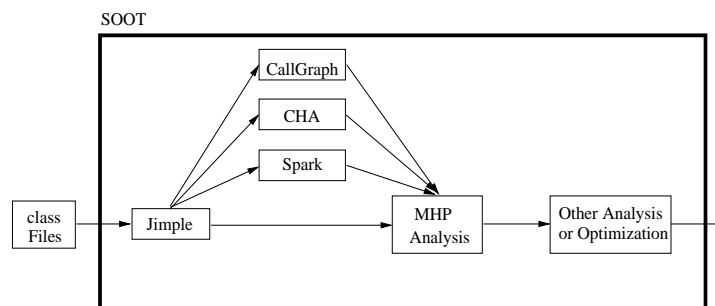 SOOT
CallGraph
CHA
Spark
class
Files
Jimple
MHP
Analysis
Other Analysis
or Optimization